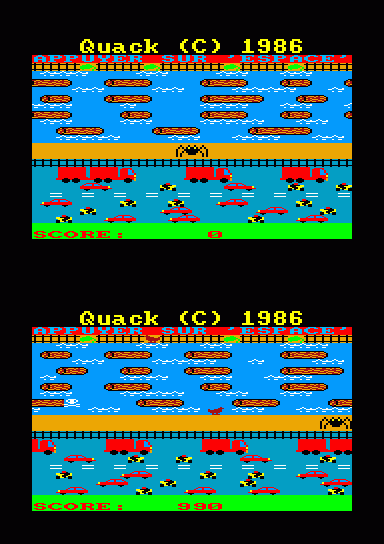 Quack (C) 1986
APPUYER SUR 'ESPACE'
SCORE: 0
Quack (C) 1986
APPUYER SUR 'ESPACE'
SCORE: 990